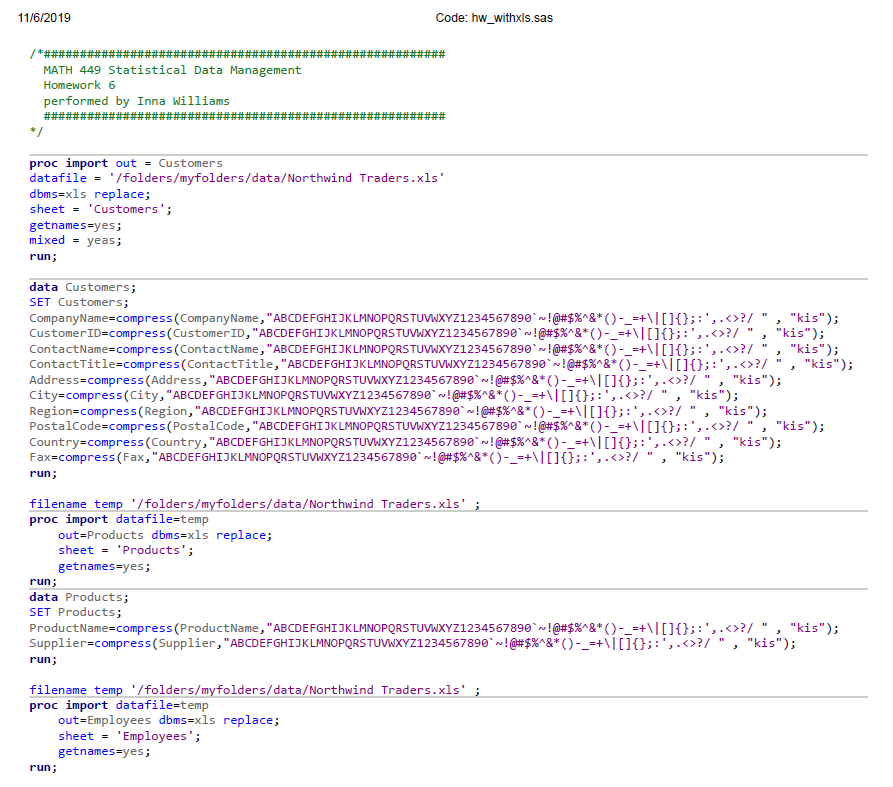 11/6/2019 Code: hw_withxls.sas
/*########################################################
MATH 449 Statistical Data Management
Homework 6
performed by Inna Williams
########################################################
*/
proc import out = Customers
datafile = '/folders/myfolders/data/Northwind Traders.xls'
dbms=xls replace;
sheet = 'Customers';
getnames=yes;
mixed = yeas;
run;
data Customers;
SET Customers;
CompanyName=compress(CompanyName,"ABCDEFGHIJKLMNOPQRSTUVWXYZ1234567890`~!@#$%^&*()-_=+\|[]{};:',.<>?/ " , "kis");
CustomerID=compress(CustomerID,"ABCDEFGHIJKLMNOPQRSTUVWXYZ1234567890`~!@#$%^&*()-_=+\|[]{};:',.<>?/ " , "kis");
ContactName=compress(ContactName,"ABCDEFGHIJKLMNOPQRSTUVWXYZ1234567890`~!@#$%^&*()-_=+\|[]{};:',.<>?/ " , "kis");
ContactTitle=compress(ContactTitle,"ABCDEFGHIJKLMNOPQRSTUVWXYZ1234567890`~!@#$%^&*()-_=+\|[]{};:',.<>?/ " , "kis");
Address=compress(Address,"ABCDEFGHIJKLMNOPQRSTUVWXYZ1234567890`~!@#$%^&*()-_=+\|[]{};:',.<>?/ " , "kis");
City=compress(City,"ABCDEFGHIJKLMNOPQRSTUVWXYZ1234567890`~!@#$%^&*()-_=+\|[]{};:',.<>?/ " , "kis");
Region=compress(Region,"ABCDEFGHIJKLMNOPQRSTUVWXYZ1234567890`~!@#$%^&*()-_=+\|[]{};:',.<>?/ " , "kis");
PostalCode=compress(PostalCode,"ABCDEFGHIJKLMNOPQRSTUVWXYZ1234567890`~!@#$%^&*()-_=+\|[]{};:',.<>?/ " , "kis");
Country=compress(Country,"ABCDEFGHIJKLMNOPQRSTUVWXYZ1234567890`~!@#$%^&*()-_=+\|[]{};:',.<>?/ " , "kis");
Fax=compress(Fax,"ABCDEFGHIJKLMNOPQRSTUVWXYZ1234567890`~!@#$%^&*()-_=+\|[]{};:',.<>?/ " , "kis");
run;
filename temp '/folders/myfolders/data/Northwind Traders.xls' ;
proc import datafile=temp
out=Products dbms=xls replace;
sheet = 'Products';
getnames=yes;
run;
data Products;
SET Products;
ProductName=compress(ProductName,"ABCDEFGHIJKLMNOPQRSTUVWXYZ1234567890`~!@#$%^&*()-_=+\|[]{};:',.<>?/ " , "kis");
Supplier=compress(Supplier,"ABCDEFGHIJKLMNOPQRSTUVWXYZ1234567890`~!@#$%^&*()-_=+\|[]{};:',.<>?/ " , "kis");
run;
filename temp '/folders/myfolders/data/Northwind Traders.xls' ;
proc import datafile=temp
out=Employees dbms=xls replace;
sheet = 'Employees';
getnames=yes;
run;